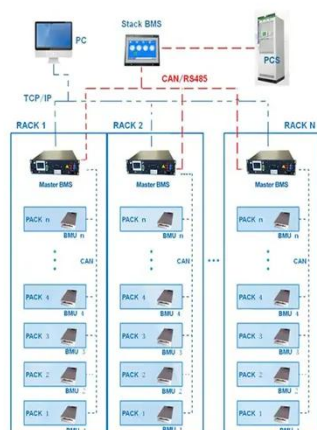 PC
Stack BMS
PCS
CAN/RS485
TCP/IP
RACK 1
RACK 2
RACK N
Master BMS
Master BMS
Master BMS
PACK n
BMU n
PACK n
BMU n
PACK n
BMU n
CAN
CAN
CAN
PACK 4
BMU 4
PACK 4
BMU 4
PACK 4
BMU 4
PACK 3
BMU 3
PACK 3
BMU 3
PACK 3
BMU 3
PACK 2
BMU 2
PACK 2
BMU 2
PACK 2
BMU 2
PACK 1
PACK 1
PACK 1